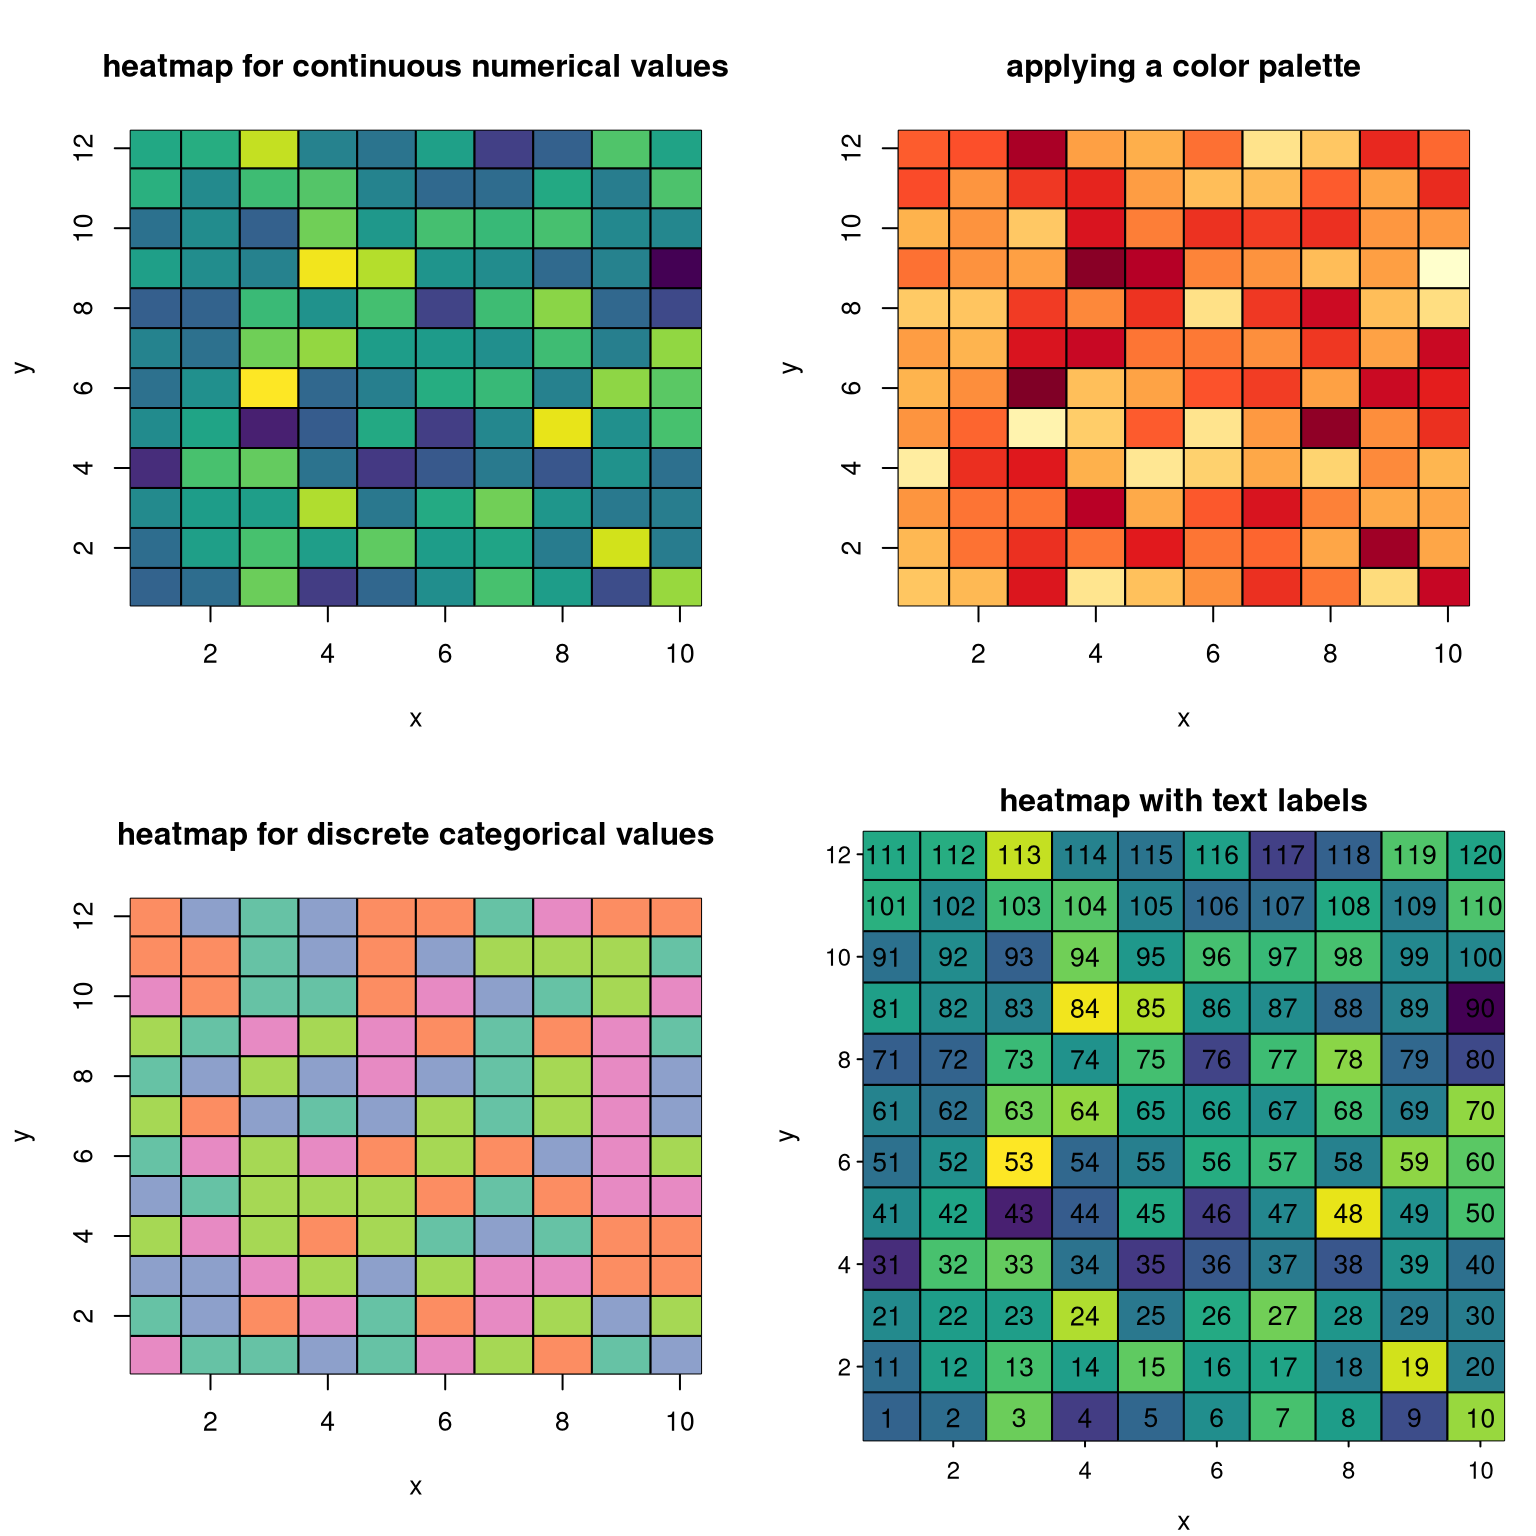 heatmap for continuous numerical values
12
10
8
6
4
2
y
2 4 6 8 10
x
applying a color palette
12
10
8
6
4
2
y
2 4 6 8 10
x
heatmap for discrete categorical values
12
10
8
6
4
2
y
2 4 6 8 10
x
heatmap with text labels
12 111 112 113 114 115 116 117 118 119 120
101 102 103 104 105 106 107 108 109 110
10 91 92 93 94 95 96 97 98 99 100
81 82 83 84 85 86 87 88 89 90
8 71 72 73 74 75 76 77 78 79 80
61 62 63 64 65 66 67 68 69 70
6 51 52 53 54 55 56 57 58 59 60
41 42 43 44 45 46 47 48 49 50
4 31 32 33 34 35 36 37 38 39 40
21 22 23 24 25 26 27 28 29 30
2 11 12 13 14 15 16 17 18 19 20
1 2 3 4 5 6 7 8 9 10
y
2 4 6 8 10
x